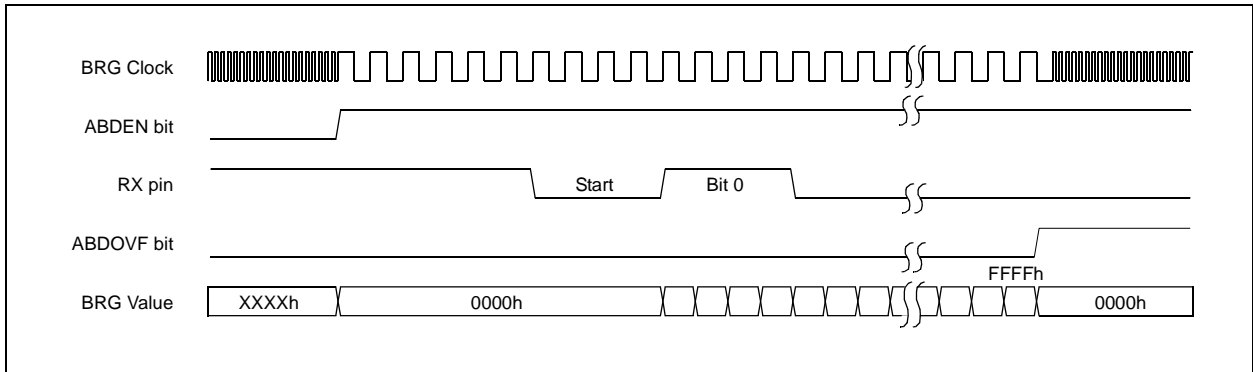 BRG Clock
ABDEN bit
RX pin
Start
Bit 0
ABDOVF bit
FFFFh
BRG Value
XXXXh
0000h
0000h